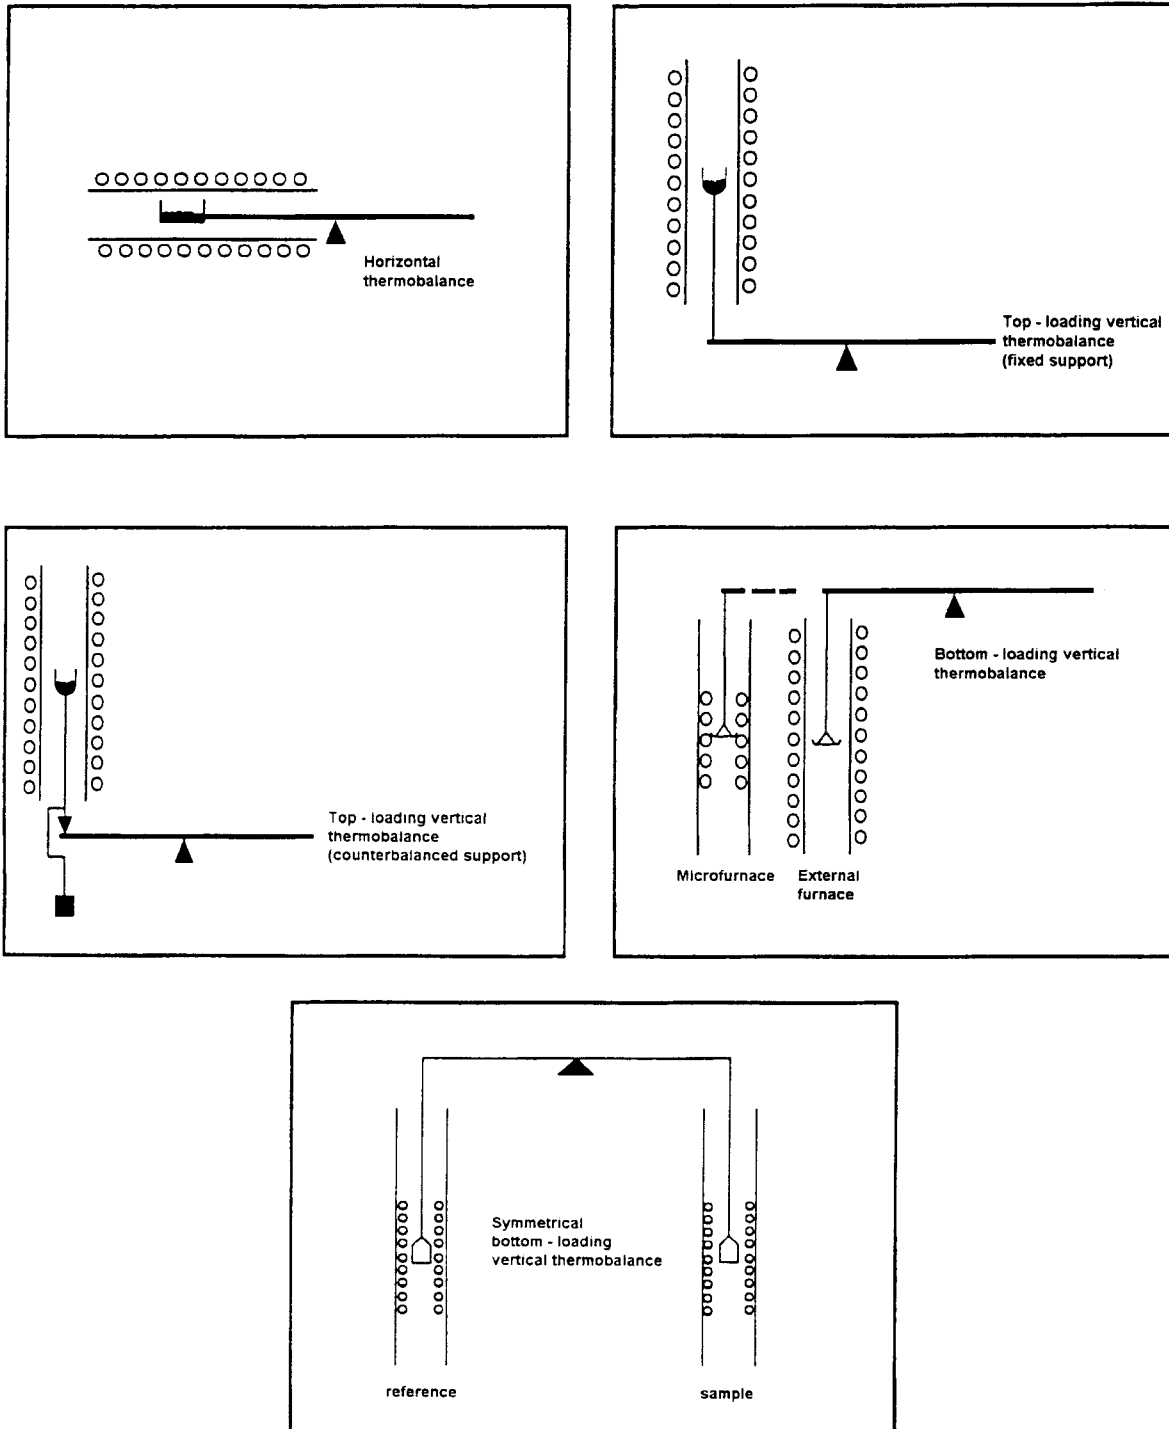 Horizontal
thermobalance
Top - loading vertical
thermobalance
(fixed support)
Top - loading vertical
thermobalance
(counterbalanced support)
Bottom - loading vertical
thermobalance
Microfurnace
External
furnace
Symmetrical
bottom - loading
vertical thermobalance
reference
sample